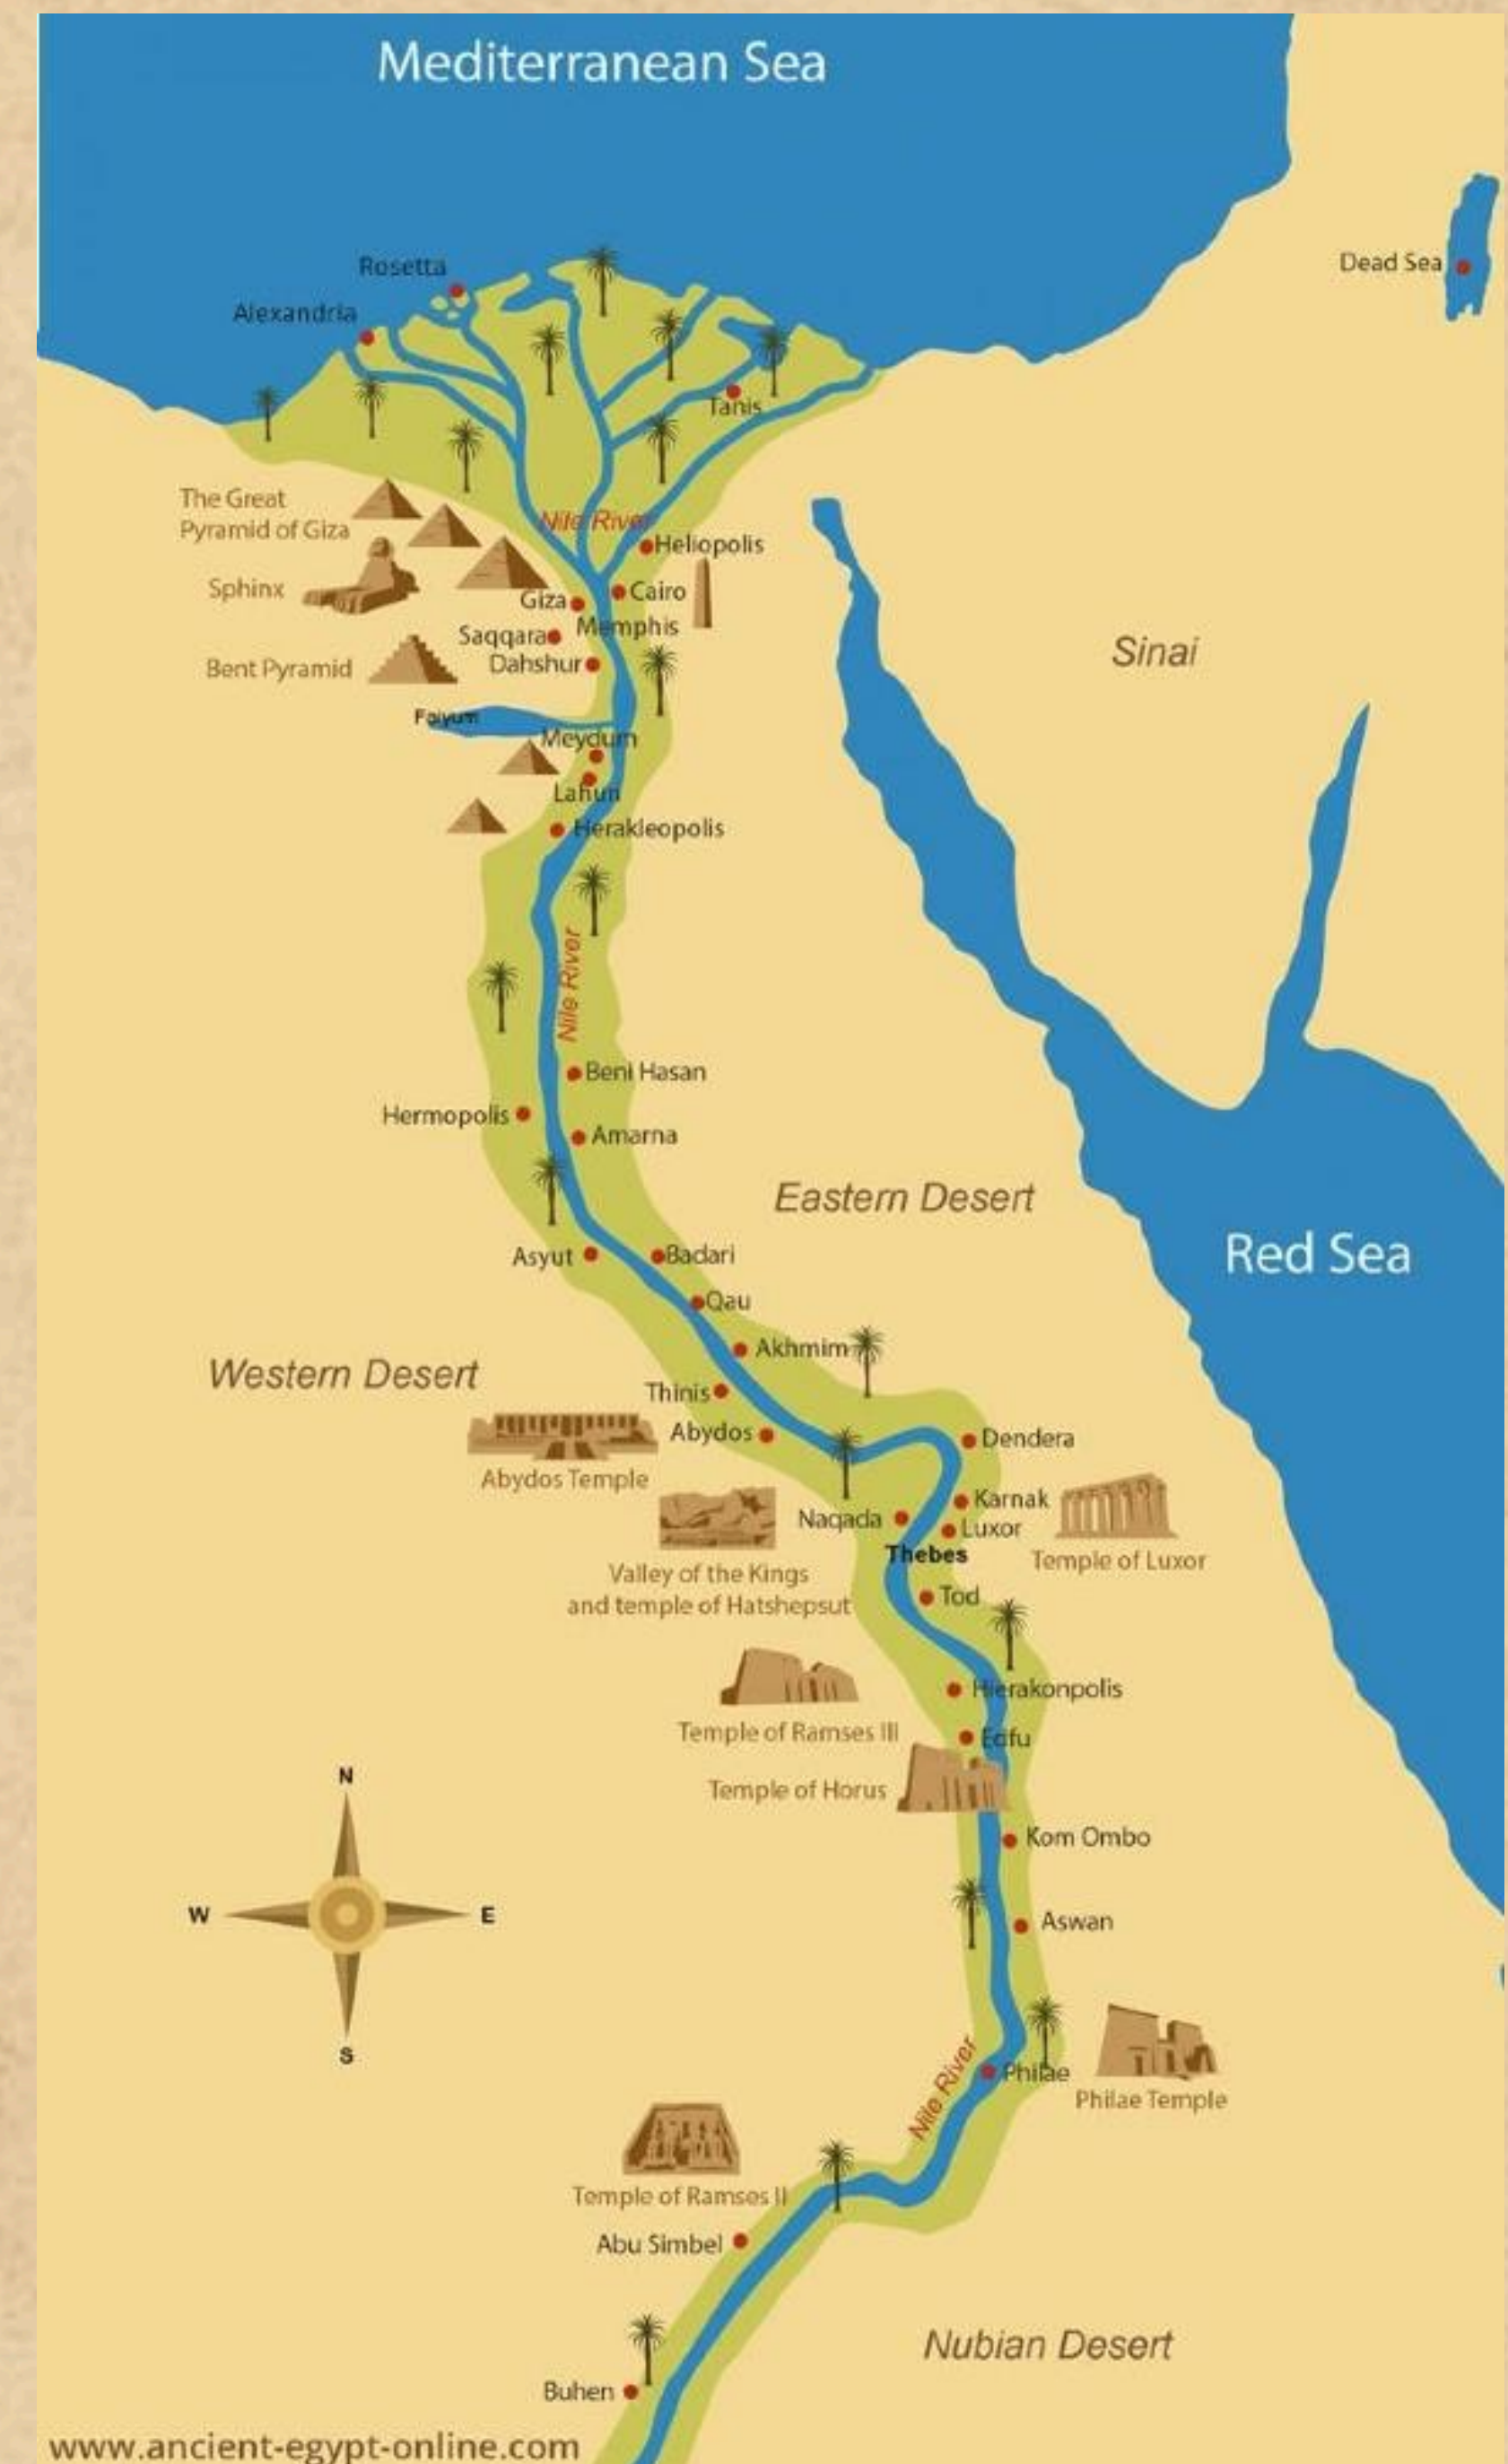 Mediterranean Sea
Rosetta
Dead Sea
Alexandria
Tanis
The Great
Pyramid of Giza
Nile River
Heliopolis
Sphinx
Cairo
Giza
Memphis
Saqqara
Sinai
Dahshur
Bent Pyramid
Faiyum
Meydum
Lahun
Herakleopolis
Nile River
Beni Hasan
Hermopolis
Amarna
Eastern Desert
Asyut
Badari
Red Sea
Qau
Akhmim
Western Desert
Thinis
Abydos
Dendera
Abydos Temple
Karnak
Naqada
Luxor
Thebes
Temple of Luxor
Valley of the Kings
and temple of Hatshepsut
Tod
Hierakonpolis
Temple of Ramses III
Edfu
Temple of Horus
N
Kom Ombo
W
E
Aswan
S
Nile River
Philae
Philae Temple
Temple of Ramses II
Abu Simbel
Nubian Desert
Buhen
www.ancient-egypt-online.com